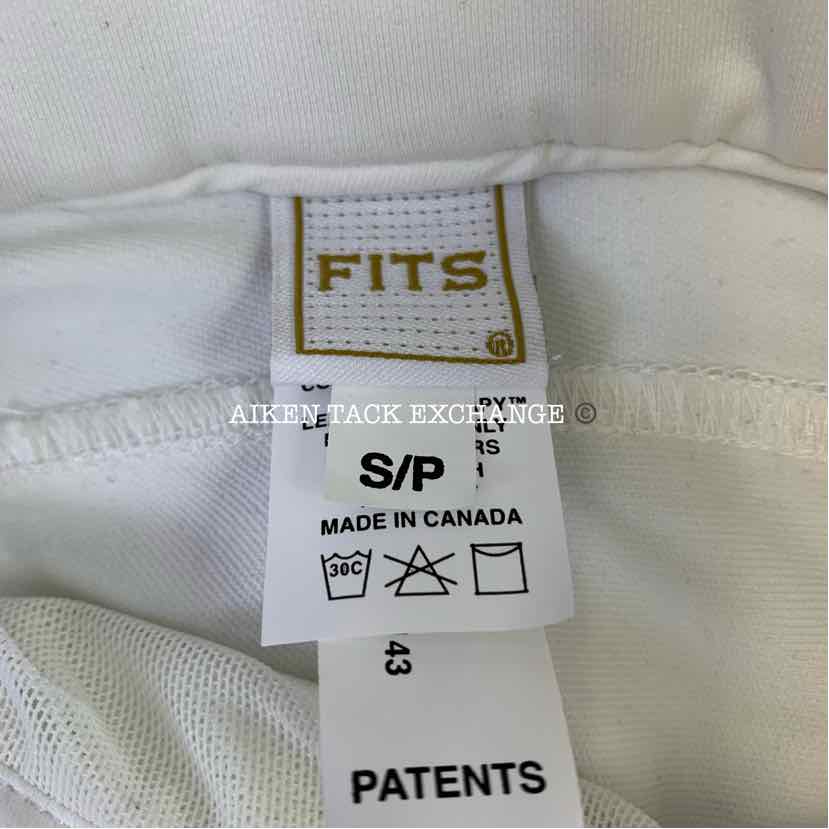 FITS
®
AIKEN TACK EXCHANGE ©
S/P
MADE IN CANADA
30C
43
PATENTS